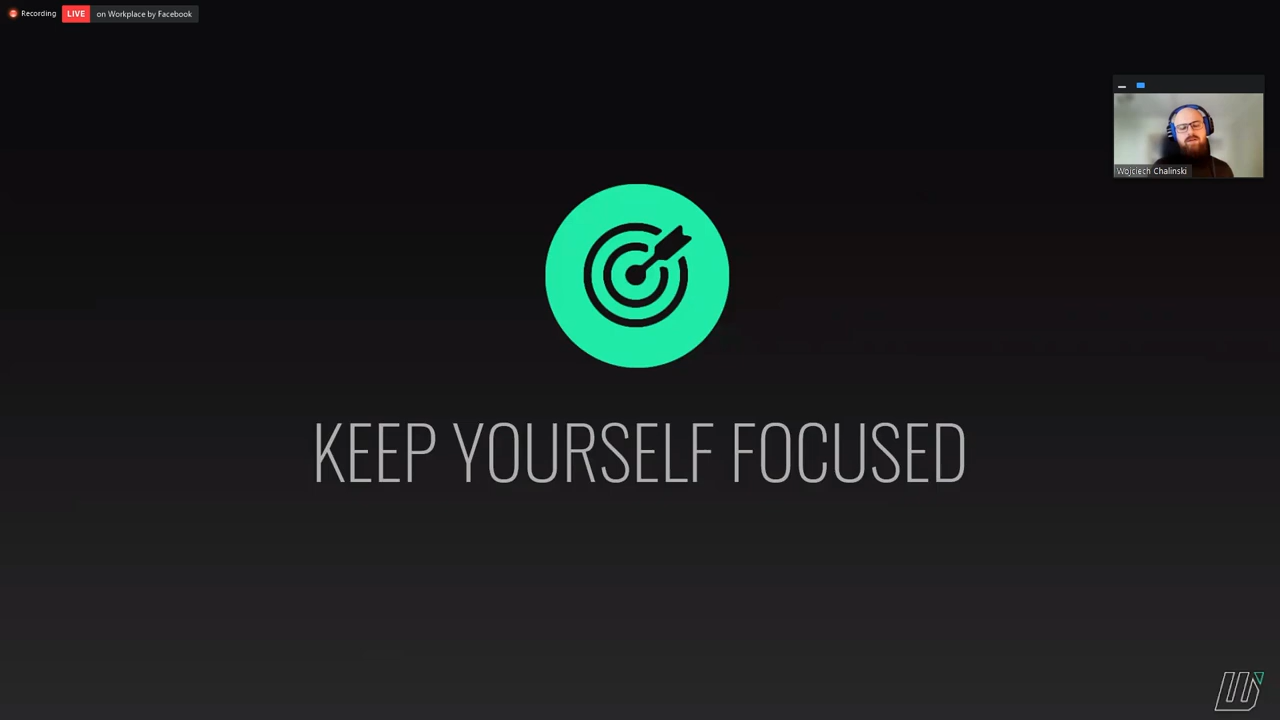 Recording
LIVE on Workplace by Facebook
Wojciech Chalinski
KEEP YOURSELF FOCUSED